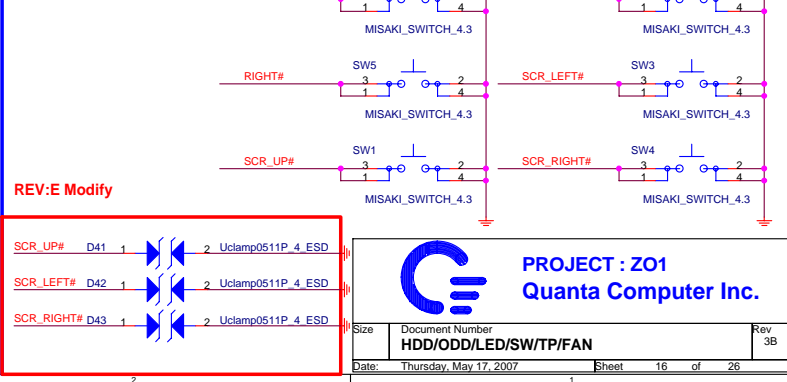 1 4 1 4
MISAKI_SWITCH_4.3 MISAKI_SWITCH_4.3
SW5 SW3
RIGHT# 3 2 SCR_LEFT# 3 2
1 4 1 4
MISAKI_SWITCH_4.3 MISAKI_SWITCH_4.3
SW1 SW4
SCR_UP# 3 2 SCR_RIGHT# 3 2
1 4 1 4
REV:E Modify
MISAKI_SWITCH_4.3 MISAKI_SWITCH_4.3
SCR_UP# D41 1 2 Uclamp0511P_4_ESD
SCR_LEFT# D42 1 2 Uclamp0511P_4_ESD
SCR_RIGHT# D43 1 2 Uclamp0511P_4_ESD
PROJECT : ZO1
Quanta Computer Inc.
Size Document Number Rev
HDD/ODD/LED/SW/TP/FAN 3B
Date: Thursday, May 17, 2007 Sheet 16 of 26
2 1